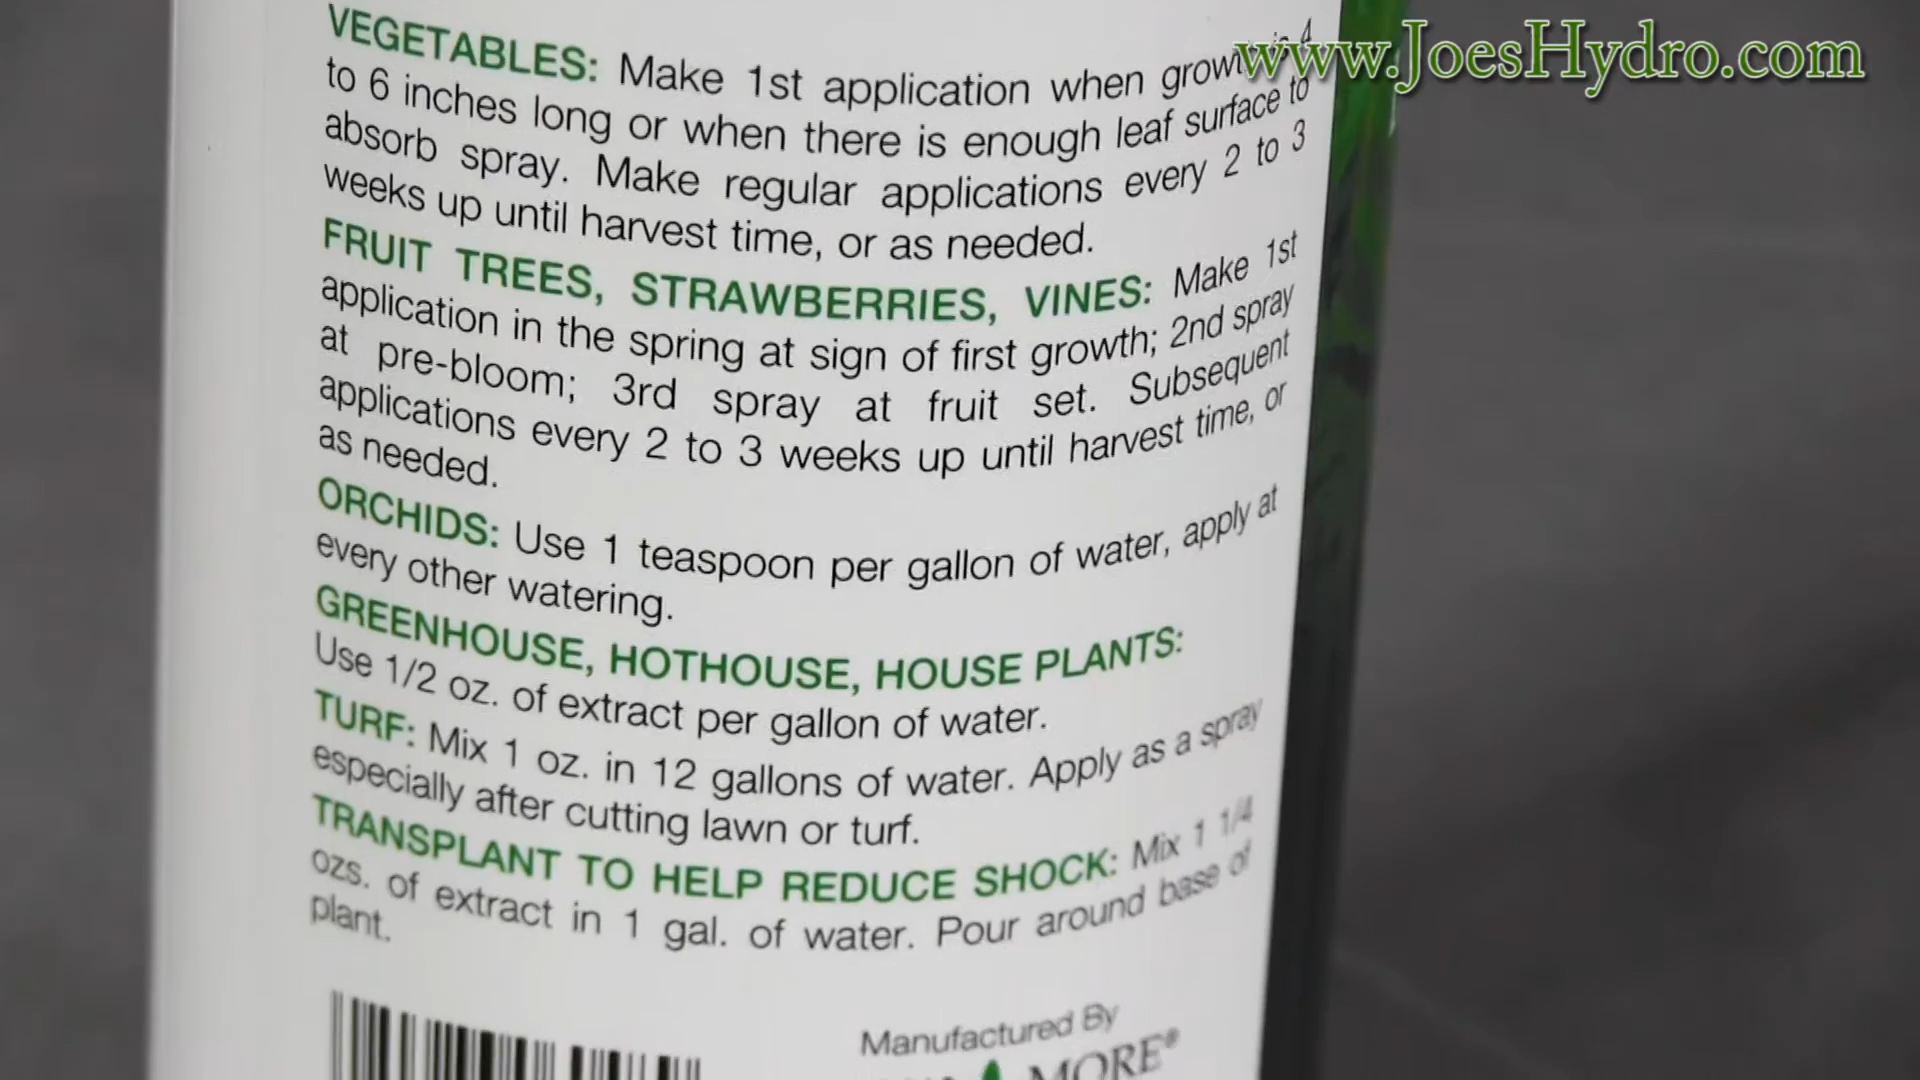 www.JoesHydro.com
VEGETABLES: Make 1st application when growth is 4
to 6 inches long or when there is enough leaf surface to
absorb spray. Make regular applications every 2 to 3
weeks up until harvest time, or as needed.
FRUIT TREES, STRAWBERRIES, VINES: Make 1st
application in the spring at sign of first growth; 2nd spray
at pre-bloom; 3rd spray at fruit set. Subsequent
applications every 2 to 3 weeks up until harvest time, or
as needed.
ORCHIDS: Use 1 teaspoon per gallon of water, apply at
every other watering.
GREENHOUSE, HOTHOUSE, HOUSE PLANTS:
Use 1/2 oz. of extract per gallon of water.
TURF: Mix 1 oz. in 12 gallons of water. Apply as a spray
especially after cutting lawn or turf.
TRANSPLANT TO HELP REDUCE SHOCK: Mix 1 1/4
ozs. of extract in 1 gal. of water. Pour around base of
plant.
Manufactured By
MORE®